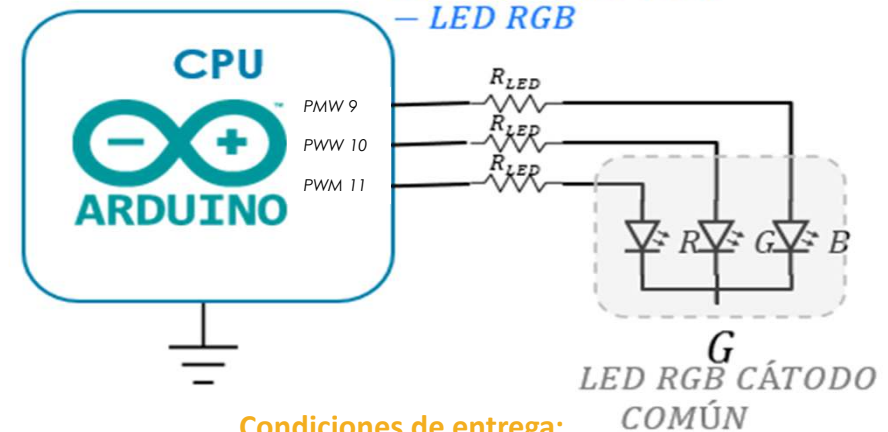 – LED RGB
CPU
R_LED
PMW 9
R_LED
PWW 10
R_LED
PWM 11
™
ARDUINO
R
G
B
G
LED RGB CÁTODO
COMÚN
Condiciones de entrega: